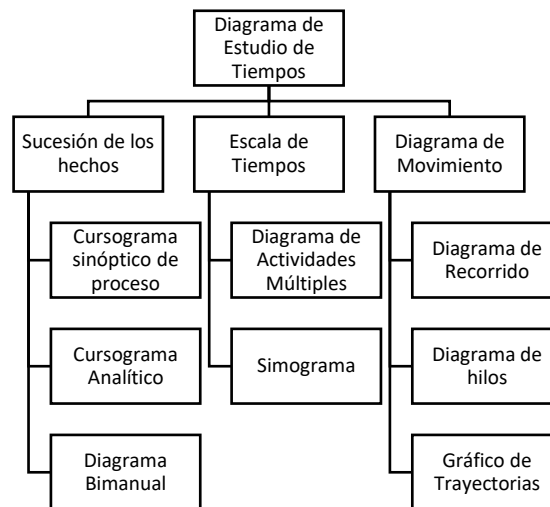 Diagrama de
Estudio de
Tiempos
Sucesión de los
hechos
Cursograma
sinóptico de
proceso
Cursograma
Analítico
Diagrama
Bimanual
Escala de
Tiempos
Diagrama de
Actividades
Múltiples
Simograma
Diagrama de
Movimiento
Diagrama de
Recorrido
Diagrama de
hilos
Gráfico de
Trayectorias